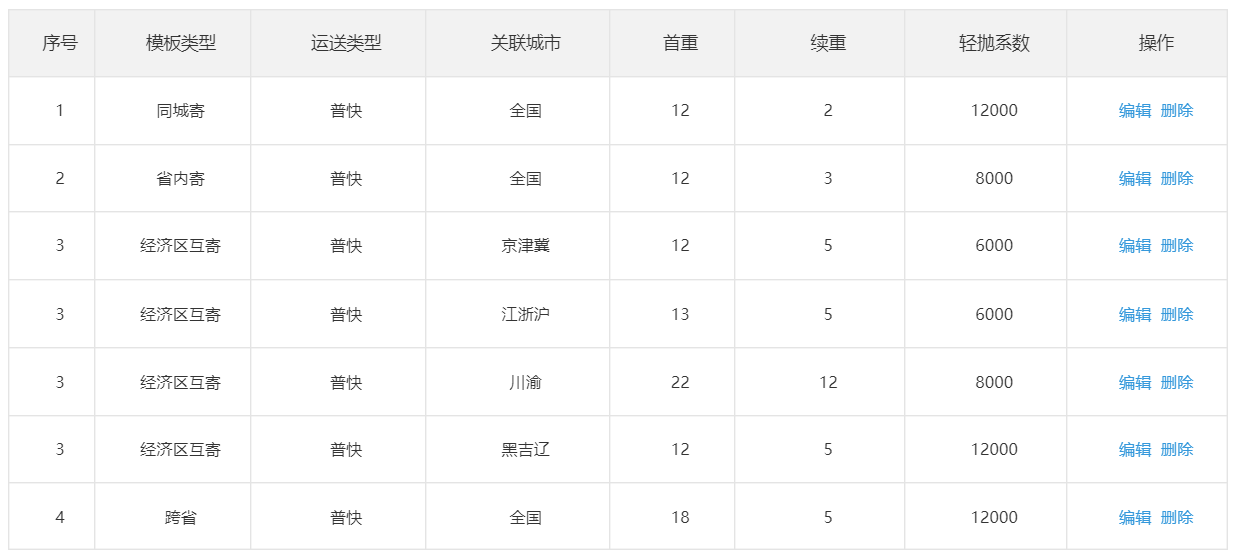 序号 模板类型 运送类型 关联城市 首重 续重 轻抛系数 操作
1 同城寄 普快 全国 12 2 12000 编辑 删除
2 省内寄 普快 全国 12 3 8000 编辑 删除
3 经济区互寄 普快 京津冀 12 5 6000 编辑 删除
3 经济区互寄 普快 江浙沪 13 5 6000 编辑 删除
3 经济区互寄 普快 川渝 22 12 8000 编辑 删除
3 经济区互寄 普快 黑吉辽 12 5 12000 编辑 删除
4 跨省 普快 全国 18 5 12000 编辑 删除